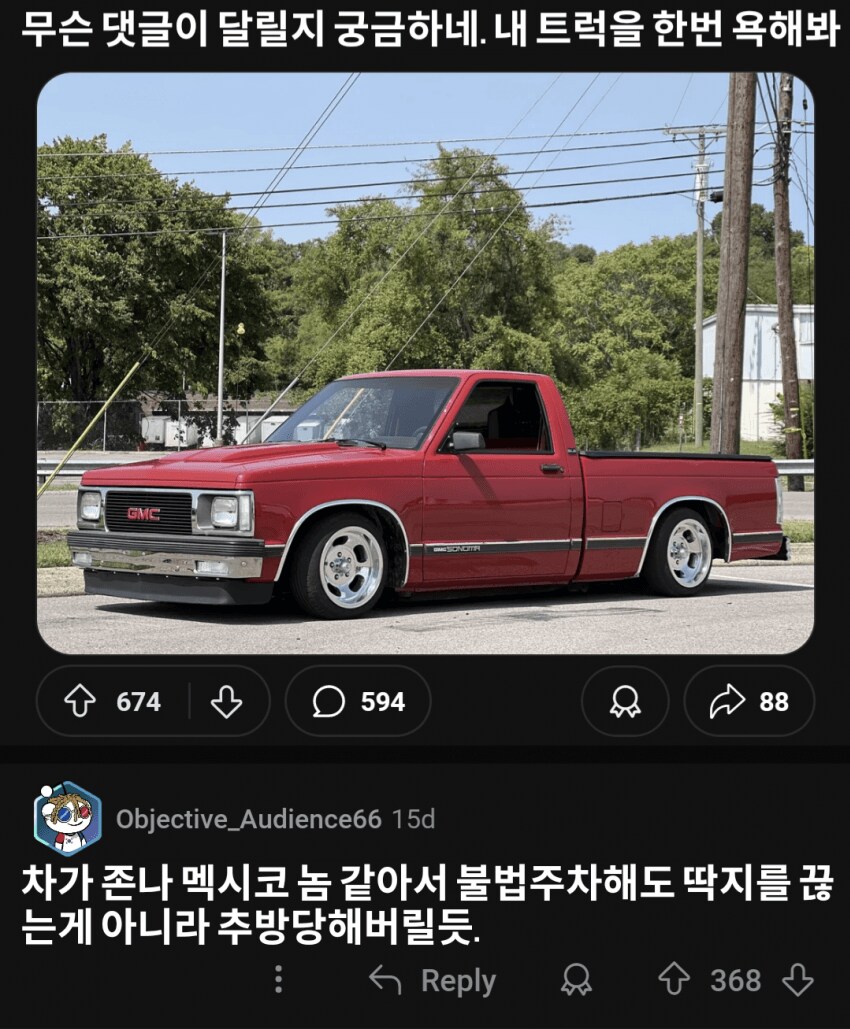 무슨 댓글이 달릴지 궁금하네. 내 트럭을 한번 욕해봐
GMC
GMC SONOMA
674
594
88
Objective_Audience66 15d
차가 존나 멕시코 놈 같아서 불법주차해도 딱지를 끊
는게 아니라 추방당해버릴듯.
Reply
368